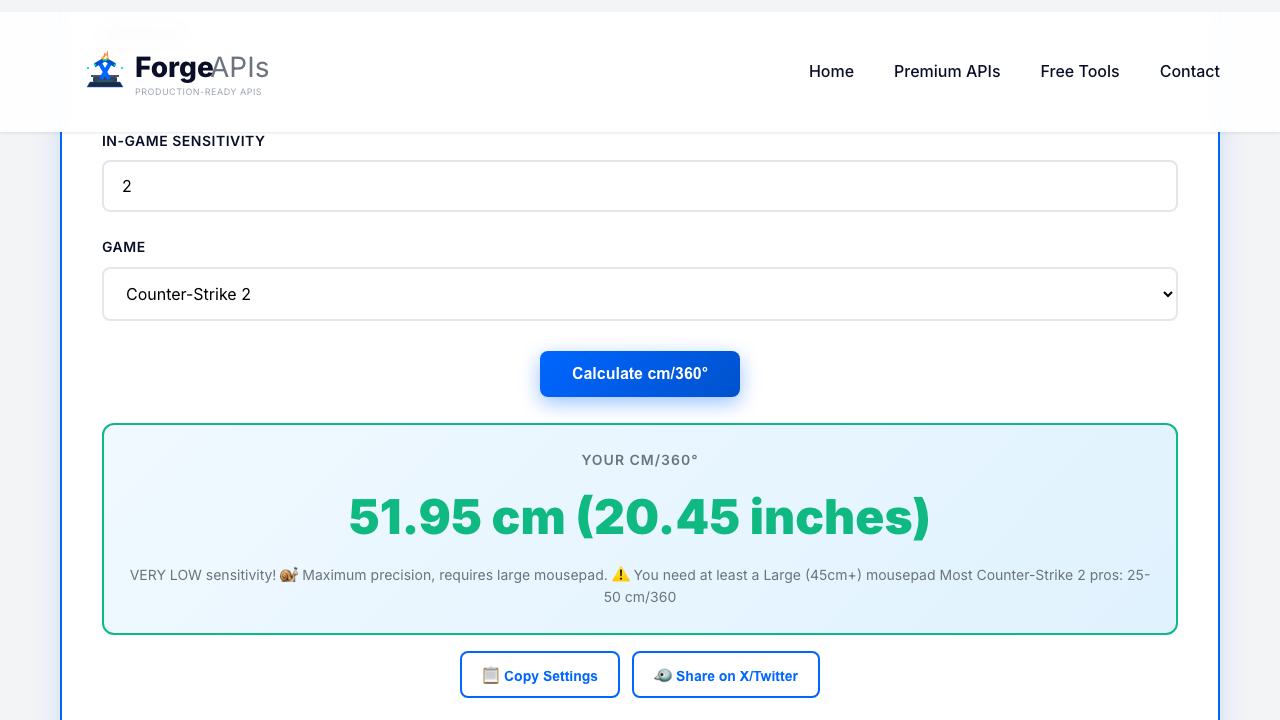 ForgeAPIs
PRODUCTION-READY APIS
Home
Premium APIs
Free Tools
Contact
IN-GAME SENSITIVITY
2
GAME
Counter-Strike 2
Calculate cm/360°
YOUR CM/360°
51.95 cm (20.45 inches)
VERY LOW sensitivity! 🐌 Maximum precision, requires large mousepad. ⚠️ You need at least a Large (45cm+) mousepad Most Counter-Strike 2 pros: 25-
50 cm/360
📋 Copy Settings
🐦 Share on X/Twitter